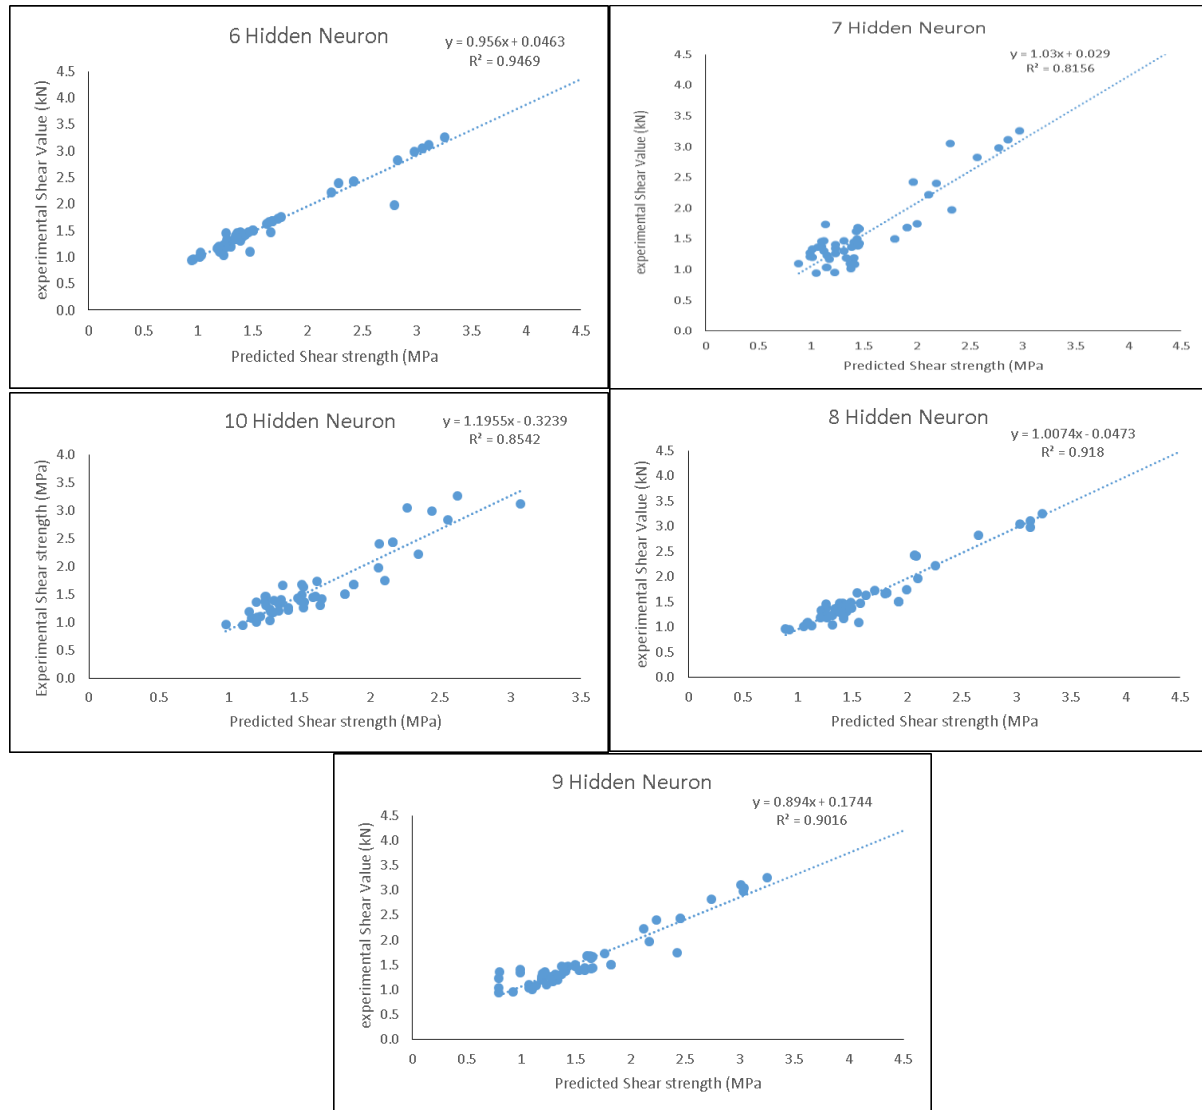 6 Hidden Neuron
y = 0.956x + 0.0463
R² = 0.9469
experimental Shear Value (kN)
4.5
4.0
3.5
3.0
2.5
2.0
1.5
1.0
0.5
0.0
0 0.5 1 1.5 2 2.5 3 3.5 4 4.5
Predicted Shear strength (MPa
7 Hidden Neuron
y = 1.03x + 0.029
R² = 0.8156
experimental Shear Value (kN)
4.5
4.0
3.5
3.0
2.5
2.0
1.5
1.0
0.5
0.0
0 0.5 1 1.5 2 2.5 3 3.5 4 4.5
Predicted Shear strength (MPa
10 Hidden Neuron
y = 1.1955x - 0.3239
R² = 0.8542
Experimental Shear strength (MPa)
4.0
3.5
3.0
2.5
2.0
1.5
1.0
0.5
0.0
0 0.5 1 1.5 2 2.5 3 3.5
Predicted Shear strength (MPa)
8 Hidden Neuron
y = 1.0074x - 0.0473
R² = 0.918
experimental Shear Value (kN)
4.5
4.0
3.5
3.0
2.5
2.0
1.5
1.0
0.5
0.0
0 0.5 1 1.5 2 2.5 3 3.5 4 4.5
Predicted Shear strength (MPa
9 Hidden Neuron
y = 0.894x + 0.1744
R² = 0.9016
experimental Shear Value (kN)
4.5
4.0
3.5
3.0
2.5
2.0
1.5
1.0
0.5
0.0
0 0.5 1 1.5 2 2.5 3 3.5 4 4.5
Predicted Shear strength (MPa